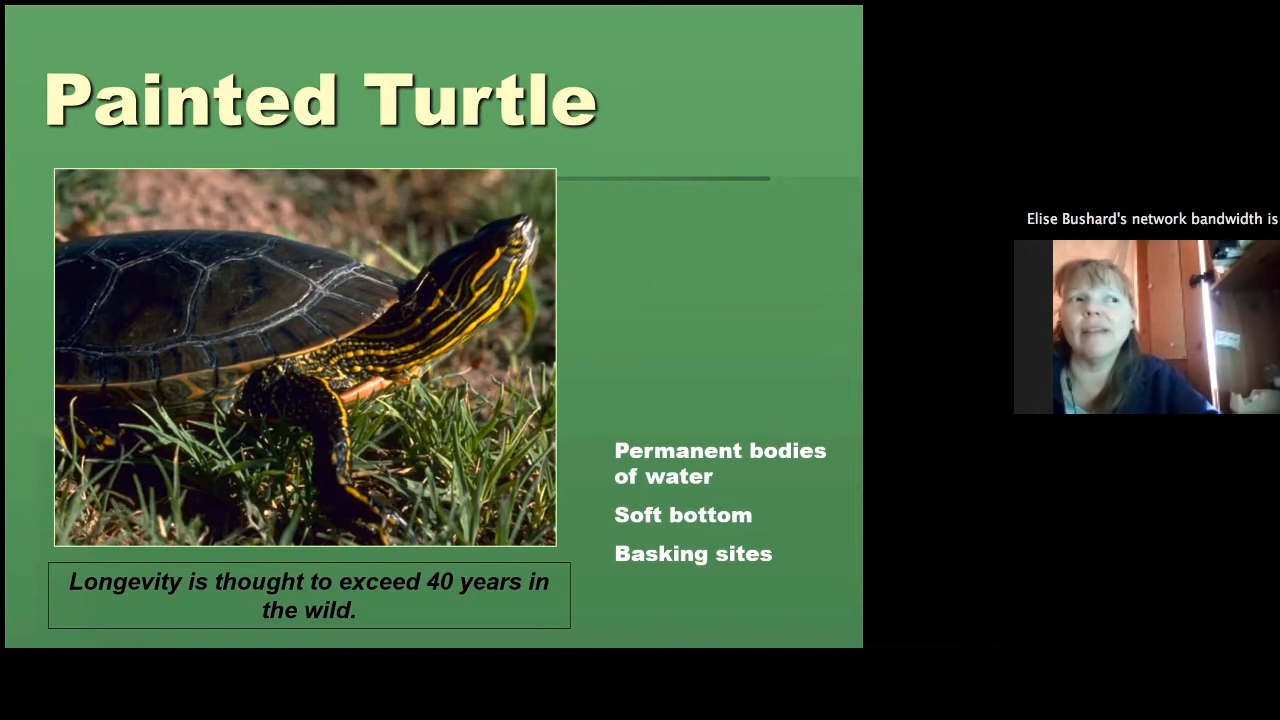 Painted Turtle
Elise Bushard's network bandwidth is
Permanent bodies
of water
Soft bottom
Basking sites
Longevity is thought to exceed 40 years in
the wild.